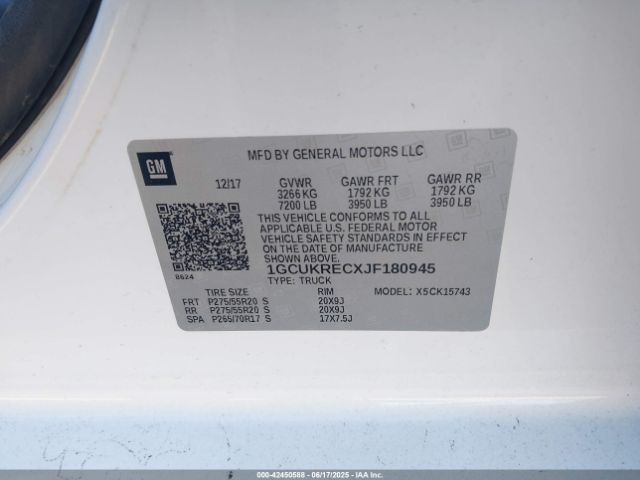 GM
MFD BY GENERAL MOTORS LLC
12/17 GVWR GAWR FRT GAWR RR
3266 KG 1792 KG 1792 KG
7200 LB 3950 LB 3950 LB
THIS VEHICLE CONFORMS TO ALL
APPLICABLE U.S. FEDERAL MOTOR
VEHICLE SAFETY STANDARDS IN EFFECT
ON THE DATE OF MANUFACTURE
SHOWN ABOVE
8624 1GCUKRECXJF180945
TYPE: TRUCK
TIRE SIZE RIM MODEL: X5CK15743
FRT P275/55R20 S 20X9J
RR P275/55R20 S 20X9J
SPA P265/70R17 S 17X7.5J
000-42450588 - 06/17/2025 - IAAI.COM